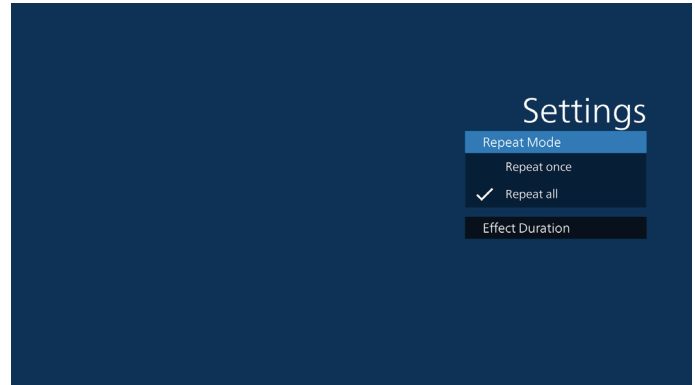 Settings
Repeat Mode
Repeat once
Repeat all
Effect Duration